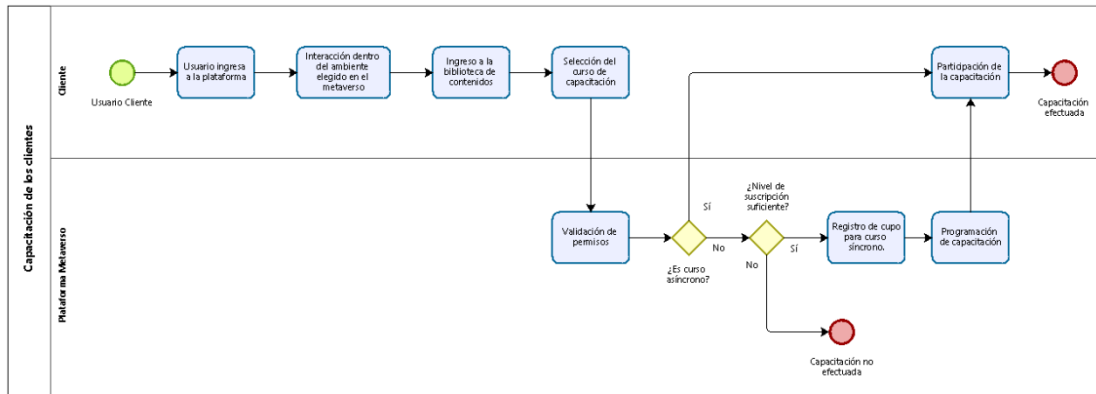 Capacitación de los clientes
Cliente
Usuario Cliente
Usuario ingresa
a la plataforma
Interacción dentro
del ambiente
elegido en el
metaverso
Ingreso a la
biblioteca de
contenidos
Selección del
curso de
capacitación
Participación de
la capacitación
Capacitación
efectuada
Plataforma Metaverso
Validación de
permisos
Sí
No
¿Es curso
asíncrono?
¿Nivel de
suscripción
suficiente?
Sí
No
Registro de cupo
para curso
síncrono.
Programación
de capacitación
Capacitación no
efectuada